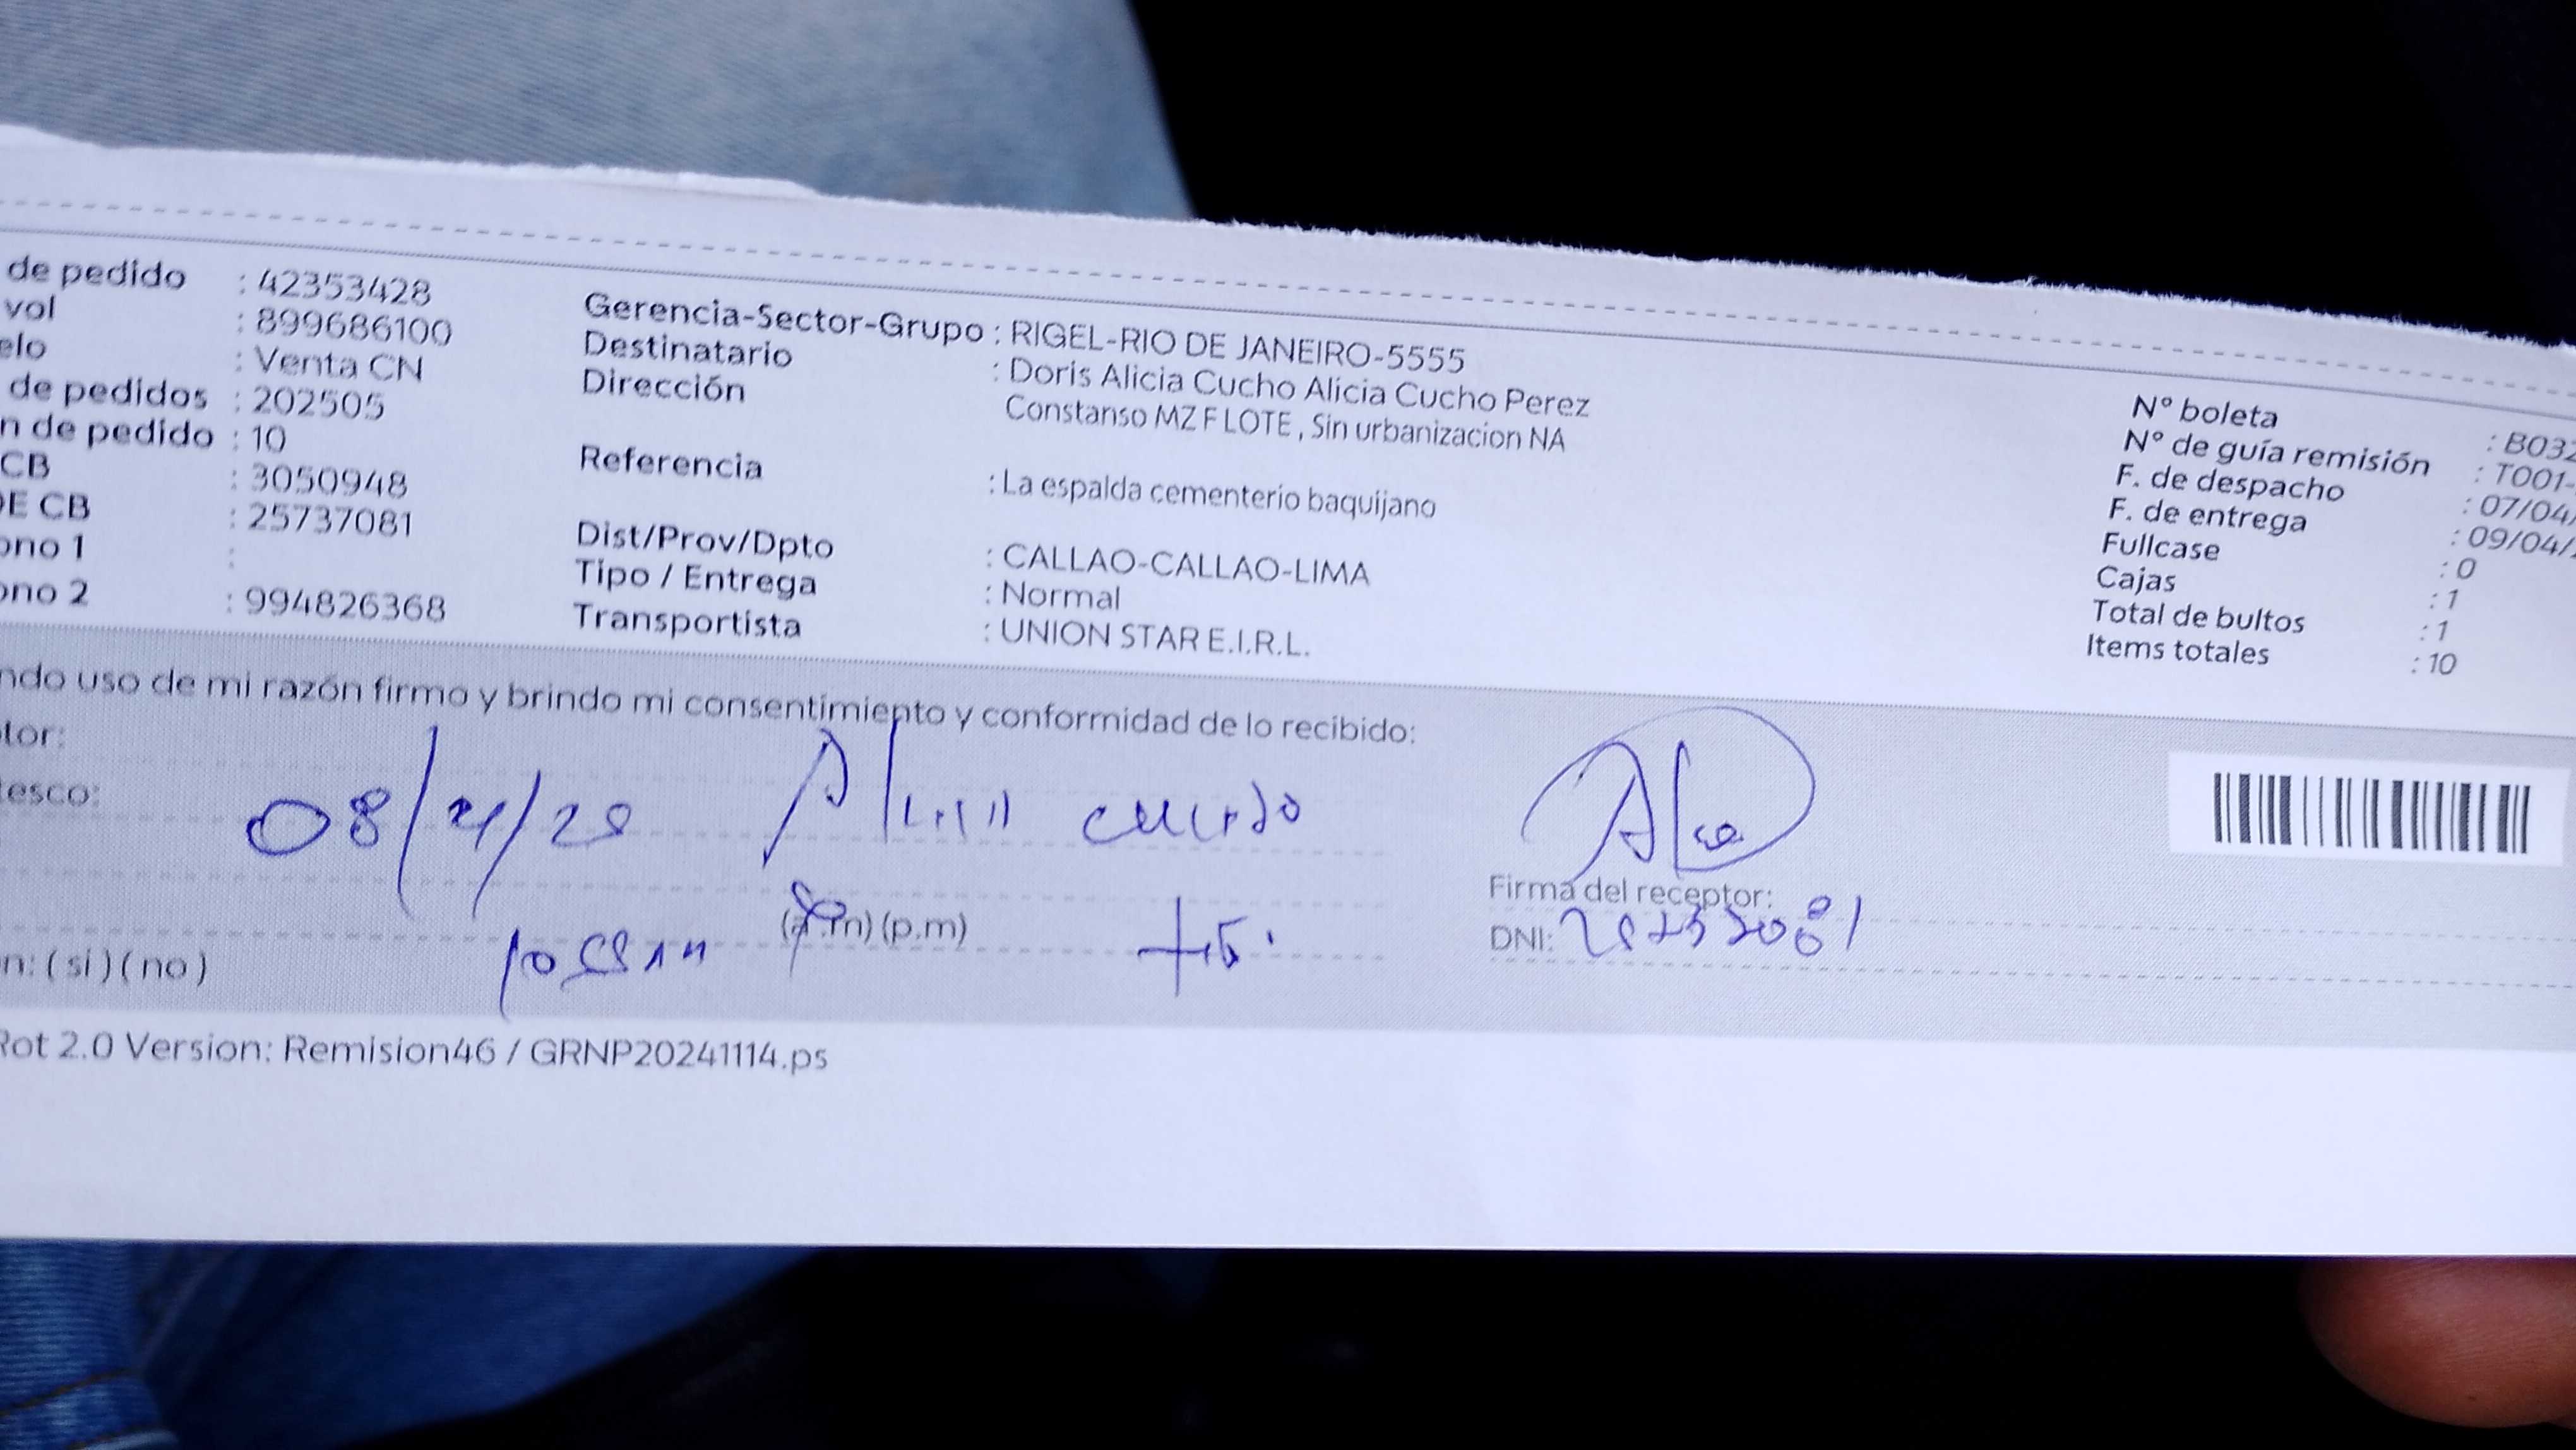 de pedido : 42353428
vol : 899686100
elo : Venta CN
de pedidos : 202505
n de pedido : 10
CB : 3050948
DE CB : 25737081
ono 1 :
ono 2 : 994826368
Gerencia-Sector-Grupo : RIGEL-RIO DE JANEIRO-5555
Destinatario : Doris Alicia Cucho Alicia Cucho Perez
Dirección Constanso MZ F LOTE , Sin urbanizacion NA
Referencia : La espalda cementerio baquijano
Dist/Prov/Dpto : CALLAO-CALLAO-LIMA
Tipo / Entrega : Normal
Transportista : UNION STAR E.I.R.L.
N° boleta : B032
N° de guía remisión : T001-
F. de despacho : 07/04/
F. de entrega : 09/04/
Fullcase : 0
Cajas : 1
Total de bultos : 1
Items totales : 10
ndo uso de mi razón firmo y brindo mi consentimiento y conformidad de lo recibido:
tor:
tesco:
08/4/
(a.m) (p.m)
n: ( si ) ( no )
Firma del receptor:
DNI:
Rot 2.0 Version: Remision46 / GRNP20241114.ps